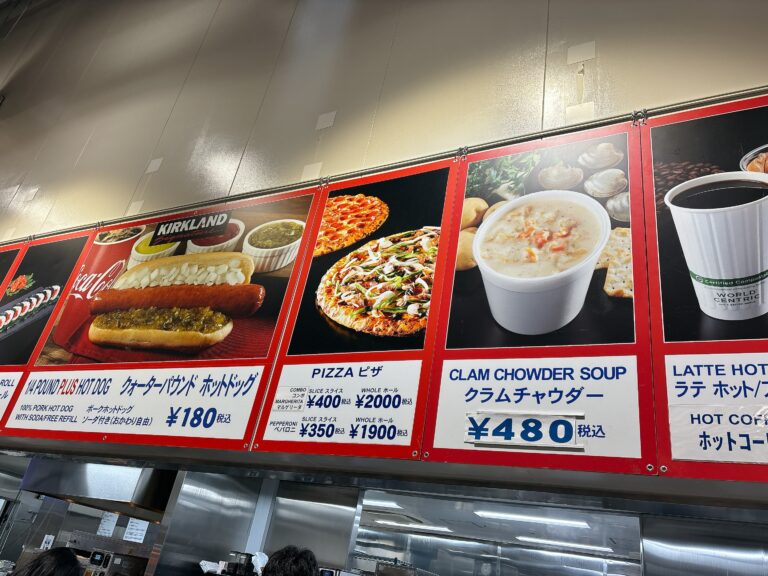 ROLL
ル
KIRKLAND
Coca-Cola
1/4 POUND PLUS HOT DOG クォーターパウンド ホットドッグ
100% PORK HOT DOG ポークホットドッグ
WITH SODA/FREE REFILL ソーダ付き(おかわり自由)
¥180税込
PIZZA ピザ
COMBO
コンボ
MARGHERITA
マルゲリータ
SLICE スライス
¥400税込
WHOLE ホール
¥2000税込
PEPPERONI
ペパロニ
SLICE スライス
¥350税込
WHOLE ホール
¥1900税込
CLAM CHOWDER SOUP
クラムチャウダー
¥480税込
Certified Compo
WORLD
CENTRIC
LATTE HOT
ラテ ホット/
HOT COF
ホットコー